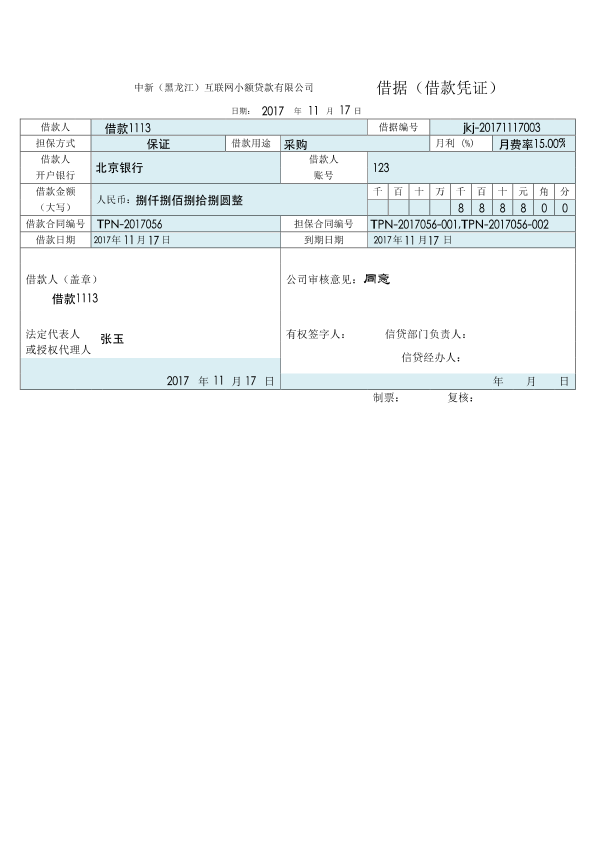 中新（黑龙江）互联网小额贷款有限公司 借据（借款凭证）
日期： 2017 年 11 月 17 日
借款人 借款1113 借据编号 jkj-20171117003
担保方式 保证 借款用途 采购 月利 (%) 月费率15.00%
借款人 开户银行 北京银行 借款人 账号 123
借款金额 （大写） 人民币： 捌仟捌佰捌拾捌圆整 千 百 十 万 千 百 十 元 角 分
8 8 8 8 0 0
借款合同编号 TPN-2017056 担保合同编号 TPN-2017056-001,TPN-2017056-002
借款日期 2017年 11 月 17 日 到期日期 2017年 11 月 17 日
借款人（盖章） 公司审核意见： 同意
借款1113
法定代表人 或授权代理人 张玉 有权签字人： 信贷部门负责人：
信贷经办人：
2017 年 11 月 17 日 年 月 日
制票： 复核：